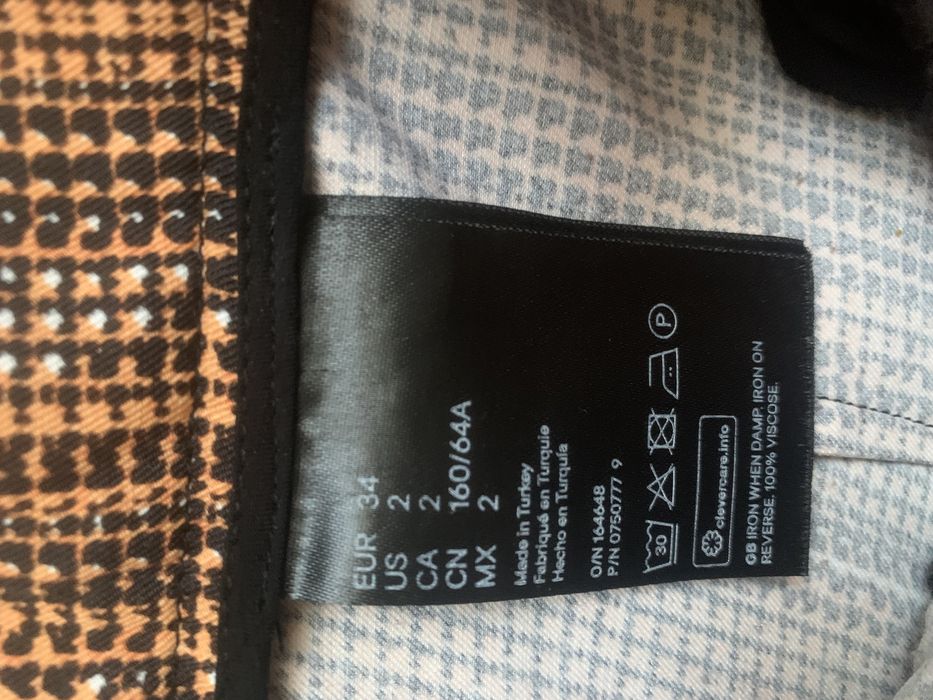 EUR 34
US 2
CA 2
CN 160/64A
MX 2
Made in Turkey
Fabriqué en Turquie
Hecho en Turquía
O/N 164648
P/N 0750777 9
30 P
clevercare.info
GB IRON WHEN DAMP. IRON ON
REVERSE. 100% VISCOSE.